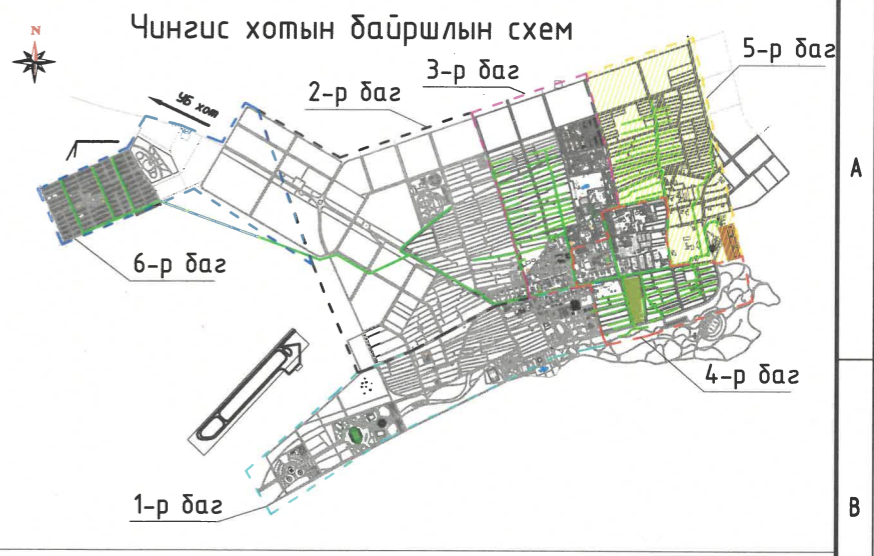 Чингис хотын байршлын схем
N
УБ хот
2-р баг
3-р баг
5-р баг
6-р баг
4-р баг
1-р баг
A
B